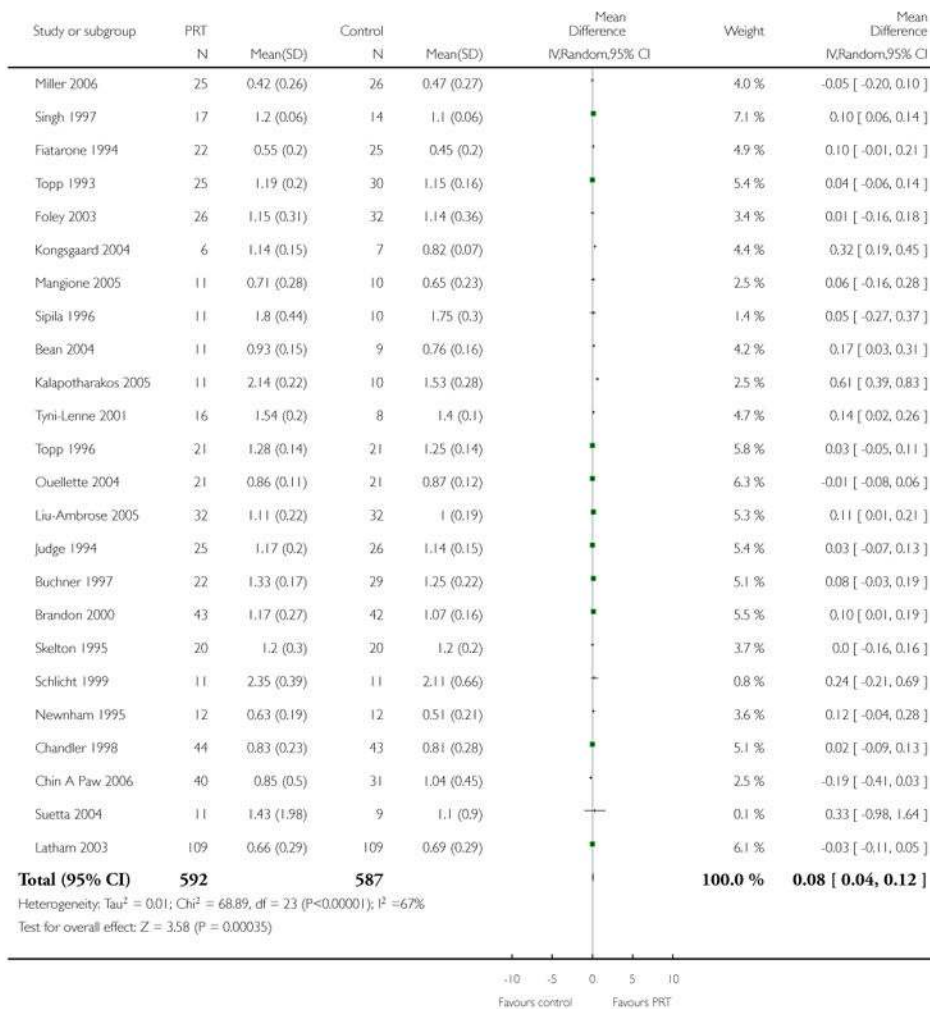 Study or subgroup PRT Control Mean Difference Weight Mean Difference
N Mean(SD) N Mean(SD) IV,Random,95% CI IV,Random,95% CI
Miller 2006 25 0.42 (0.26) 26 0.47 (0.27) 4.0 % -0.05 [ -0.20, 0.10 ]
Singh 1997 17 1.2 (0.06) 14 1.1 (0.06) 7.1 % 0.10 [ 0.06, 0.14 ]
Fiatarone 1994 22 0.55 (0.2) 25 0.45 (0.2) 4.9 % 0.10 [ -0.01, 0.21 ]
Topp 1993 25 1.19 (0.2) 30 1.15 (0.16) 5.4 % 0.04 [ -0.06, 0.14 ]
Foley 2003 26 1.15 (0.31) 32 1.14 (0.36) 3.4 % 0.01 [ -0.16, 0.18 ]
Kongsgaard 2004 6 1.14 (0.15) 7 0.82 (0.07) 4.4 % 0.32 [ 0.19, 0.45 ]
Mangione 2005 11 0.71 (0.28) 10 0.65 (0.23) 2.5 % 0.06 [ -0.16, 0.28 ]
Sipila 1996 11 1.8 (0.44) 10 1.75 (0.3) 1.4 % 0.05 [ -0.27, 0.37 ]
Bean 2004 11 0.93 (0.15) 9 0.76 (0.16) 4.2 % 0.17 [ 0.03, 0.31 ]
Kalapotharakos 2005 11 2.14 (0.22) 10 1.53 (0.28) 2.5 % 0.61 [ 0.39, 0.83 ]
Tyni-Lenne 2001 16 1.54 (0.2) 8 1.4 (0.1) 4.7 % 0.14 [ 0.02, 0.26 ]
Topp 1996 21 1.28 (0.14) 21 1.25 (0.14) 5.8 % 0.03 [ -0.05, 0.11 ]
Ouellette 2004 21 0.86 (0.11) 21 0.87 (0.12) 6.3 % -0.01 [ -0.08, 0.06 ]
Liu-Ambrose 2005 32 1.11 (0.22) 32 1 (0.19) 5.3 % 0.11 [ 0.01, 0.21 ]
Judge 1994 25 1.17 (0.2) 26 1.14 (0.15) 5.4 % 0.03 [ -0.07, 0.13 ]
Buchner 1997 22 1.33 (0.17) 29 1.25 (0.22) 5.1 % 0.08 [ -0.03, 0.19 ]
Brandon 2000 43 1.17 (0.27) 42 1.07 (0.16) 5.5 % 0.10 [ 0.01, 0.19 ]
Skelton 1995 20 1.2 (0.3) 20 1.2 (0.2) 3.7 % 0.0 [ -0.16, 0.16 ]
Schlicht 1999 11 2.35 (0.39) 11 2.11 (0.66) 0.8 % 0.24 [ -0.21, 0.69 ]
Newnham 1995 12 0.63 (0.19) 12 0.51 (0.21) 3.6 % 0.12 [ -0.04, 0.28 ]
Chandler 1998 44 0.83 (0.23) 43 0.81 (0.28) 5.1 % 0.02 [ -0.09, 0.13 ]
Chin A Paw 2006 40 0.85 (0.5) 31 1.04 (0.45) 2.5 % -0.19 [ -0.41, 0.03 ]
Suetta 2004 11 1.43 (1.98) 9 1.1 (0.9) 0.1 % 0.33 [ -0.98, 1.64 ]
Latham 2003 109 0.66 (0.29) 109 0.69 (0.29) 6.1 % -0.03 [ -0.11, 0.05 ]
Total (95% CI) 592 587 100.0 % 0.08 [ 0.04, 0.12 ]
Heterogeneity: Tau² = 0.01; Chi² = 68.89, df = 23 (P<0.00001); I² =67%
Test for overall effect: Z = 3.58 (P = 0.00035)
-10 -5 0 5 10
Favours control Favours PRT